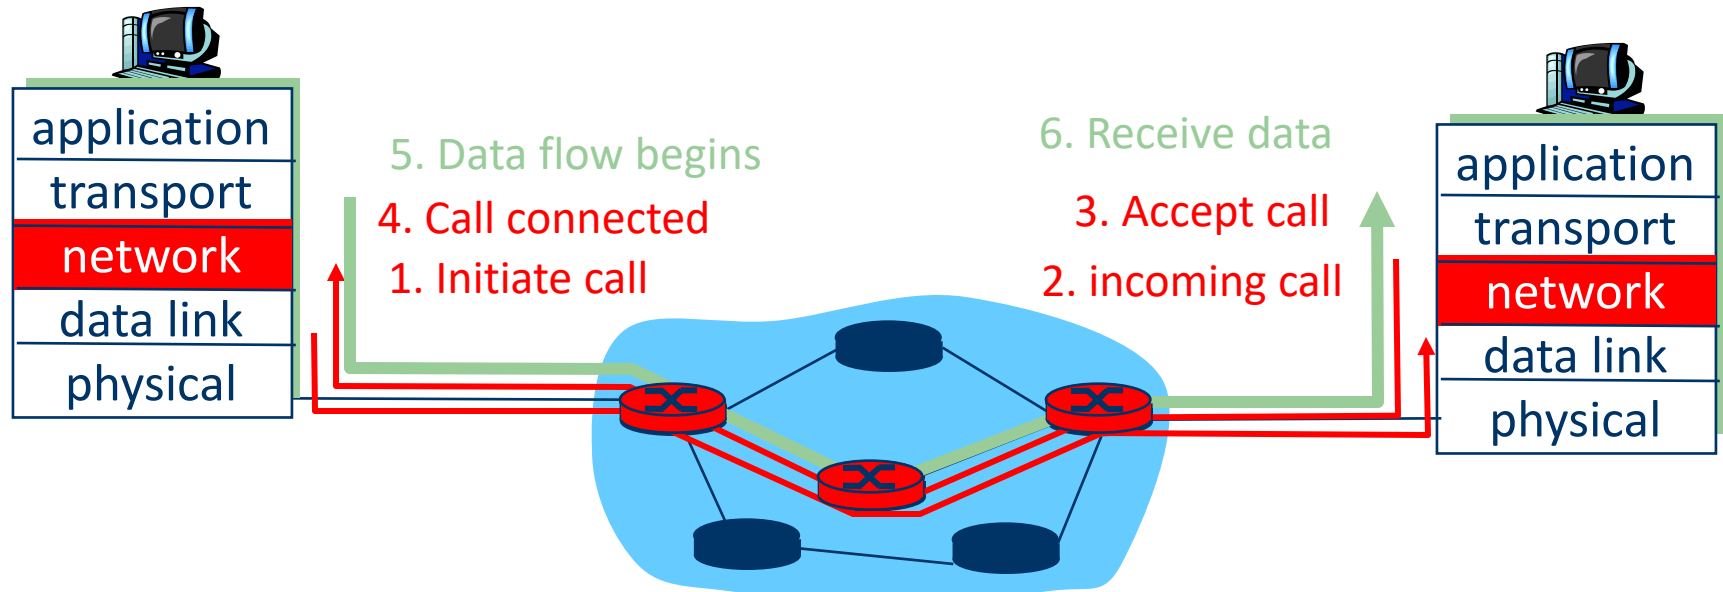 application
transport
network
data link
physical
5. Data flow begins
4. Call connected
1. Initiate call
6. Receive data
3. Accept call
2. incoming call
application
transport
network
data link
physical